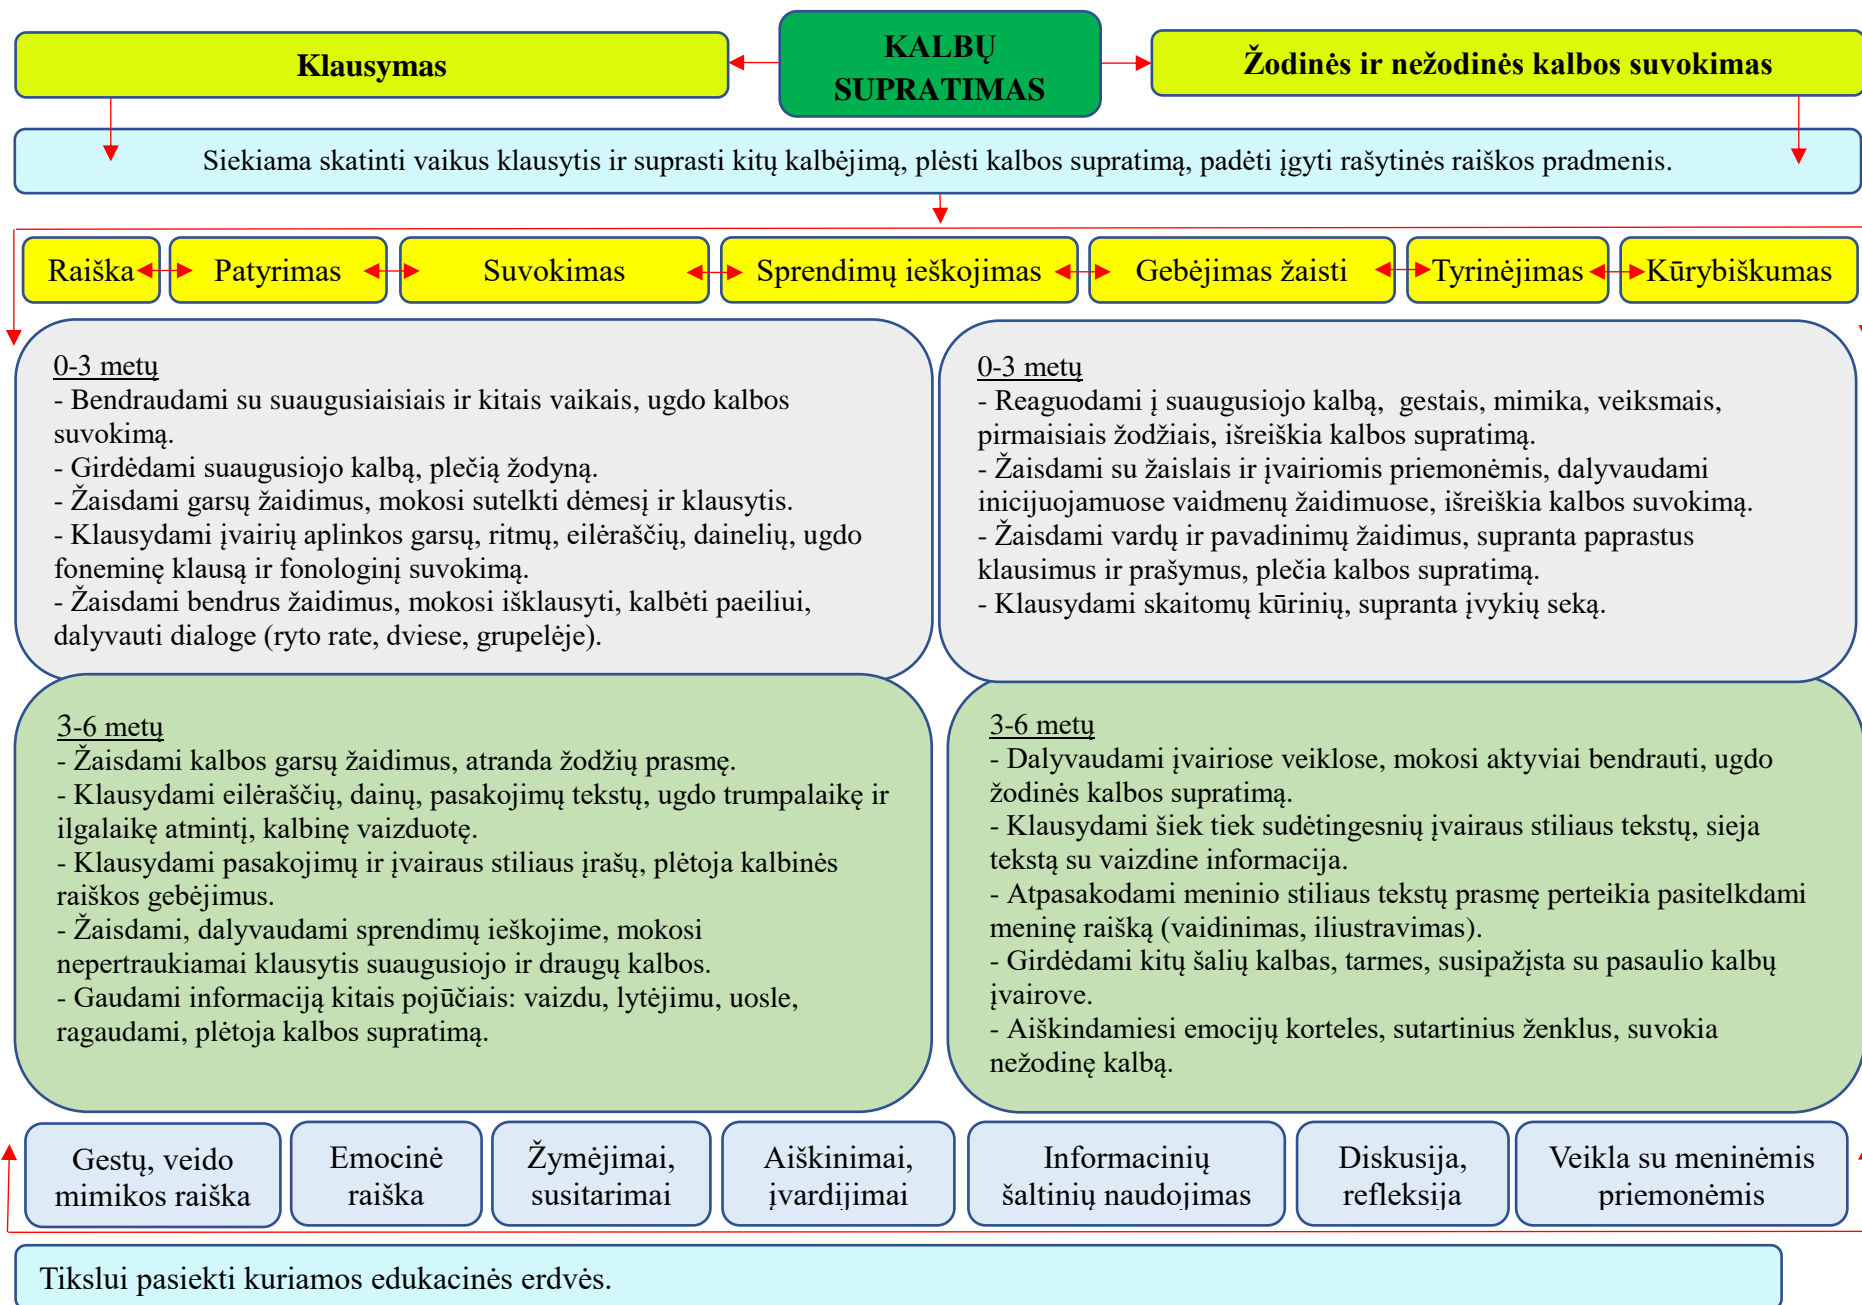 Klausymas
KALBŲ
SUPRATIMAS
Žodinės ir nežodinės kalbos suvokimas
Siekiama skatinti vaikus klausytis ir suprasti kitų kalbėjimą, plėsti kalbos supratimą, padėti įgyti rašytinės raiškos pradmenis.
Raiška
Patyrimas
Suvokimas
Sprendimų ieškojimas
Gebėjimas žaisti
Tyrinėjimas
Kūrybiškumas
0-3 metų
- Bendraudami su suaugusiaisiais ir kitais vaikais, ugdo kalbos
suvokimą.
- Girdėdami suaugusiojo kalbą, plečią žodyną.
- Žaisdami garsų žaidimus, mokosi sutelkti dėmesį ir klausytis.
- Klausydami įvairių aplinkos garsų, ritmų, eilėraščių, dainelių, ugdo
foneminę klausą ir fonologinį suvokimą.
- Žaisdami bendrus žaidimus, mokosi išklausyti, kalbėti paeiliui,
dalyvauti dialoge (ryto rate, dviese, grupelėje).
0-3 metų
- Reaguodami į suaugusiojo kalbą,  gestais, mimika, veiksmais,
pirmaisiais žodžiais, išreiškia kalbos supratimą.
- Žaisdami su žaislais ir įvairiomis priemonėmis, dalyvaudami
inicijuojamuose vaidmenų žaidimuose, išreiškia kalbos suvokimą.
- Žaisdami vardų ir pavadinimų žaidimus, supranta paprastus
klausimus ir prašymus, plečia kalbos supratimą.
- Klausydami skaitomų kūrinių, supranta įvykių seką.
3-6 metų
- Žaisdami kalbos garsų žaidimus, atranda žodžių prasmę.
- Klausydami eilėraščių, dainų, pasakojimų tekstų, ugdo trumpalaikę ir
ilgalaikę atmintį, kalbinę vaizduotę.
- Klausydami pasakojimų ir įvairaus stiliaus įrašų, plėtoja kalbinės
raiškos gebėjimus.
- Žaisdami, dalyvaudami sprendimų ieškojime, mokosi
nepertraukiamai klausytis suaugusiojo ir draugų kalbos.
- Gaudami informaciją kitais pojūčiais: vaizdu, lytėjimu, uosle,
ragaudami, plėtoja kalbos supratimą.
3-6 metų
- Dalyvaudami įvairiose veiklose, mokosi aktyviai bendrauti, ugdo
žodinės kalbos supratimą.
- Klausydami šiek tiek sudėtingesnių įvairaus stiliaus tekstų, sieja
tekstą su vaizdine informacija.
- Atpasakodami meninio stiliaus tekstų prasmę perteikia pasitelkdami
meninę raišką (vaidinimas, iliustravimas).
- Girdėdami kitų šalių kalbas, tarmes, susipažįsta su pasaulio kalbų
įvairove.
- Aiškindamiesi emocijų korteles, sutartinius ženklus, suvokia
nežodinę kalbą.
Gestų, veido
mimikos raiška
Emocinė
raiška
Žymėjimai,
susitarimai
Aiškinimai,
įvardijimai
Informacinių
šaltinių naudojimas
Diskusija,
refleksija
Veikla su meninėmis
priemonėmis
Tikslui pasiekti kuriamos edukacinės erdvės.